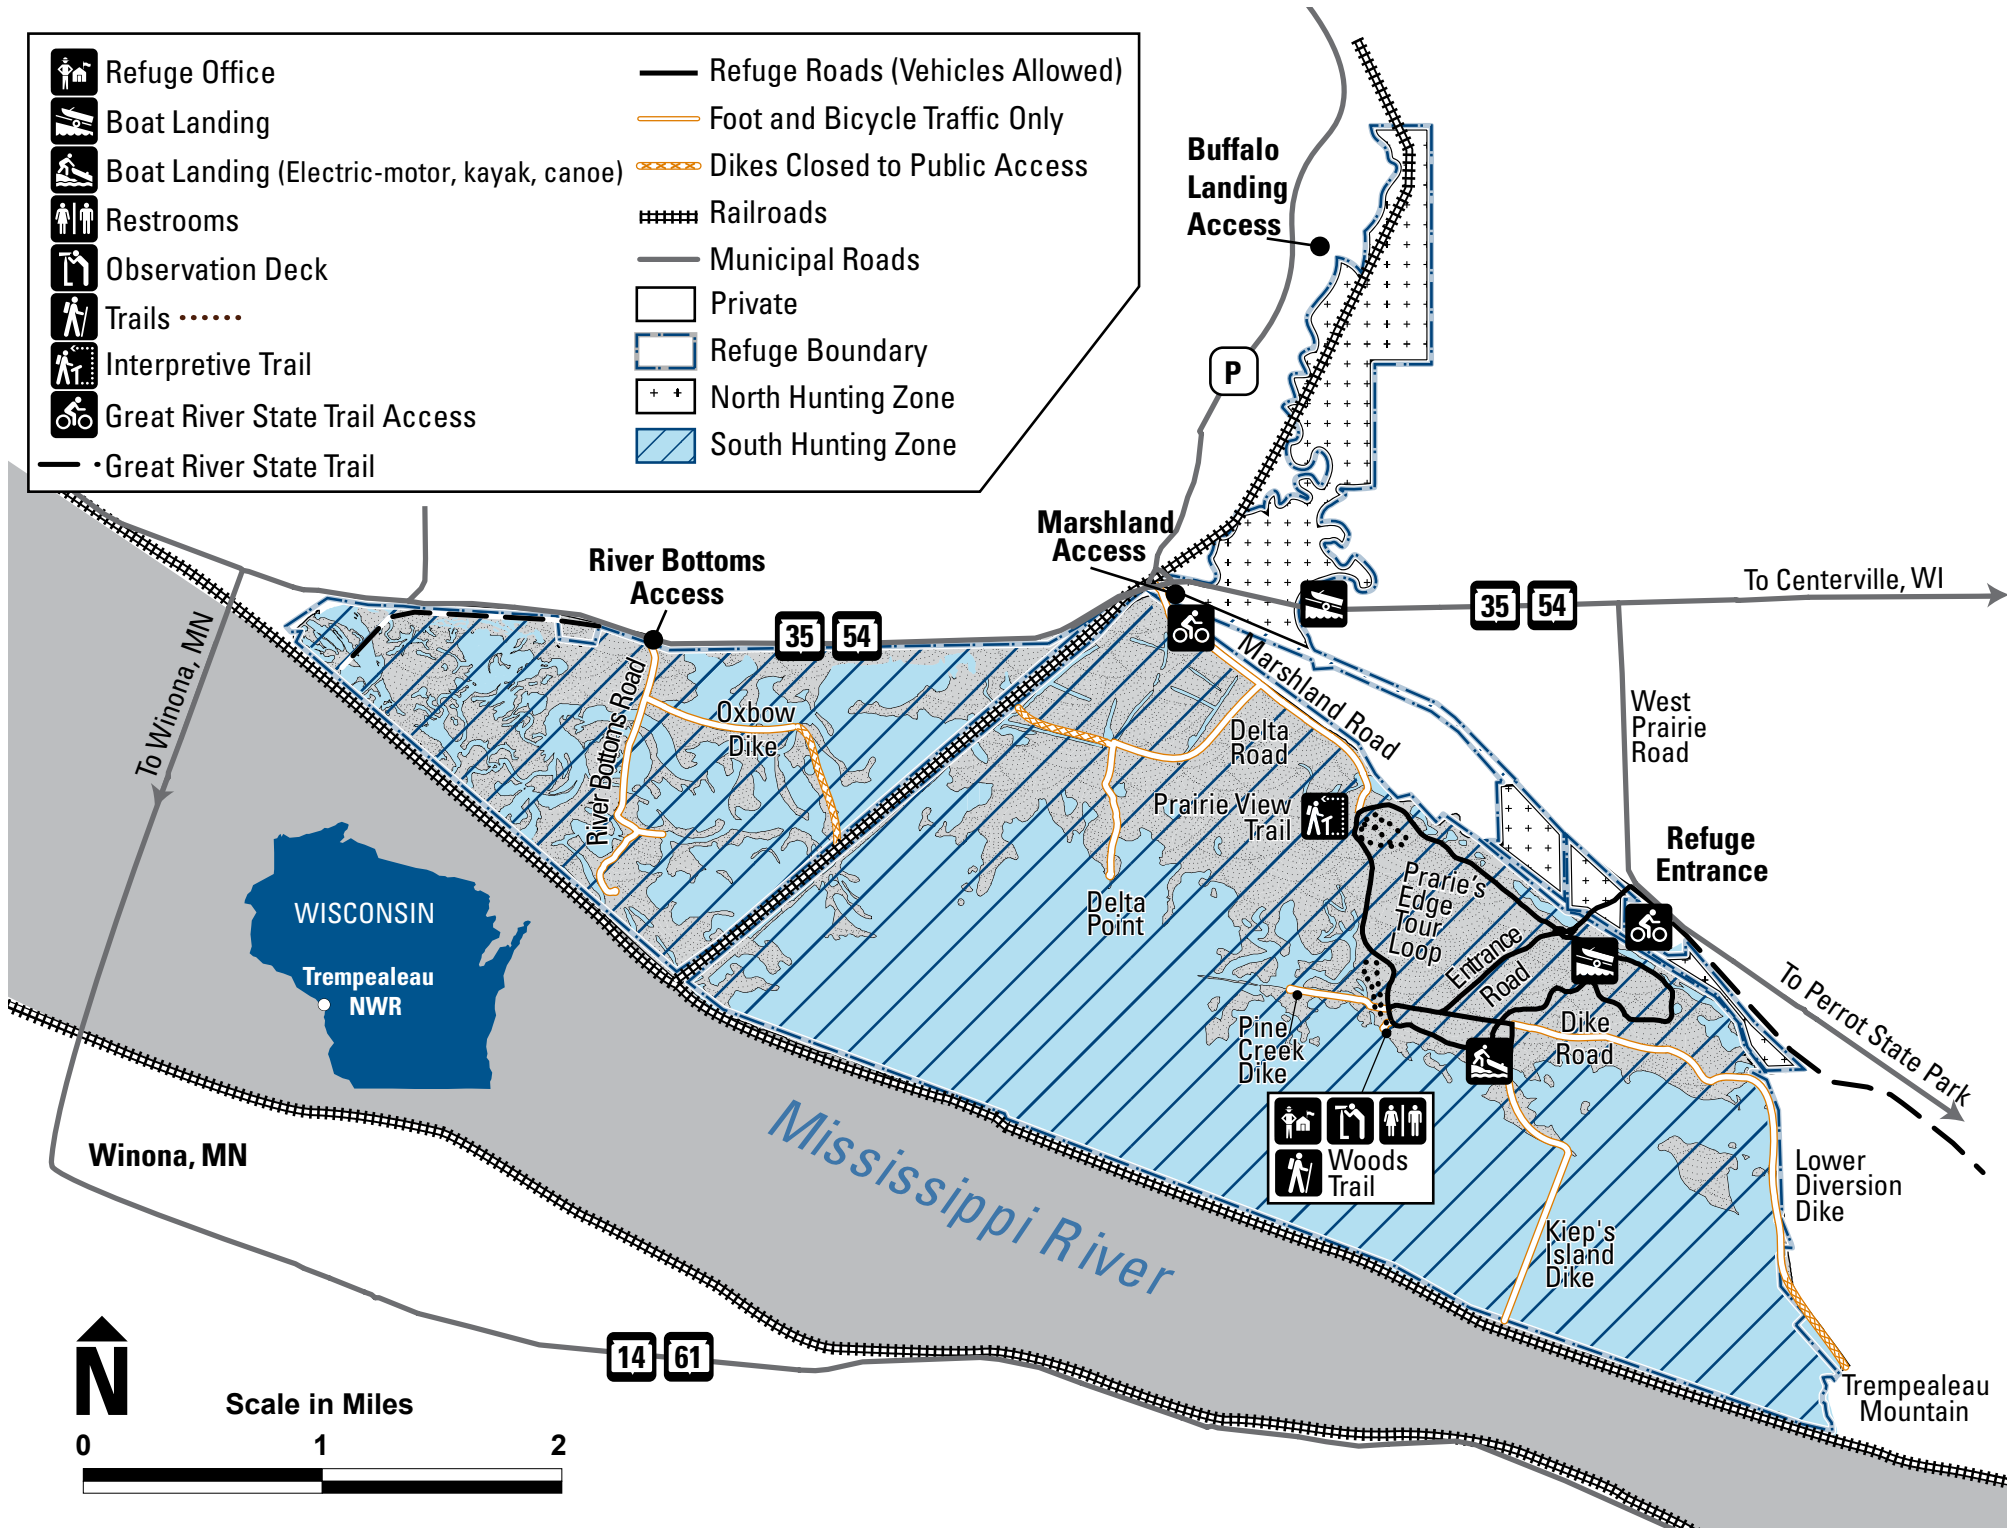 Refuge Office
Boat Landing
Boat Landing (Electric-motor, kayak, canoe)
Restrooms
Observation Deck
Trails
Interpretive Trail
Great River State Trail Access
Great River State Trail
Refuge Roads (Vehicles Allowed)
Foot and Bicycle Traffic Only
Dikes Closed to Public Access
Railroads
Municipal Roads
Private
Refuge Boundary
North Hunting Zone
South Hunting Zone
Buffalo
Landing
Access
P
Marshland
Access
River Bottoms
Access
35 54
35 54
To Centerville, WI
To Winona, MN
West
Prairie
Road
Marshland Road
River Bottoms Road
Oxbow
Dike
Delta
Road
Prairie View
Trail
Refuge
Entrance
Prarie's
Edge
Tour
Loop
Entrance
Road
Delta
Point
WISCONSIN
Trempealeau
NWR
Pine
Creek
Dike
Dike
Road
To Perrot State Park
Woods
Trail
Winona, MN
Mississippi River
Lower
Diversion
Dike
Kiep's
Island
Dike
14 61
Trempealeau
Mountain
N
Scale in Miles
0 1 2